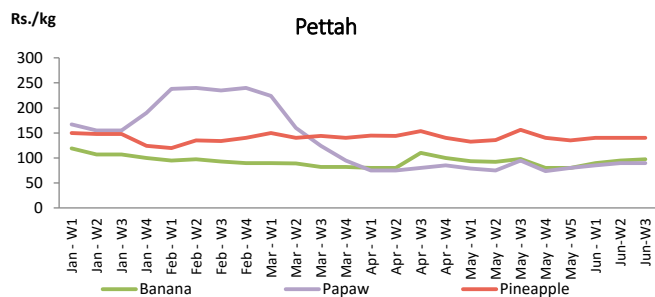 Rs./kg
Pettah
300
250
200
150
100
50
0
Jan - W1
Jan - W2
Jan - W3
Jan - W4
Feb - W1
Feb - W2
Feb - W3
Feb - W4
Mar - W1
Mar - W2
Mar - W3
Mar - W4
Apr - W1
Apr - W2
Apr - W3
Apr - W4
May - W1
May - W2
May - W3
May - W4
May - W5
Jun - W1
Jun-W2
Jun-W3
Banana Papaw Pineapple